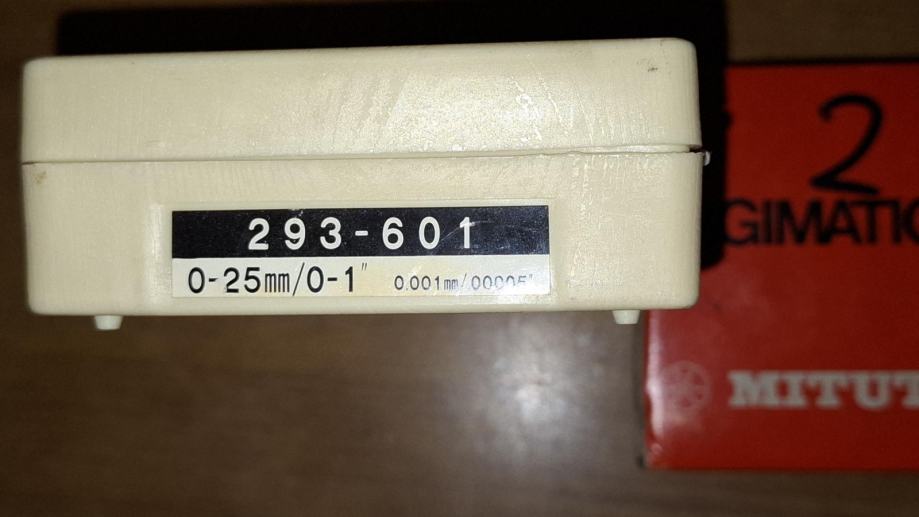 293-601
0-25mm/0-1"
0.001mm/00005"
2
GIMATIC
MITUT